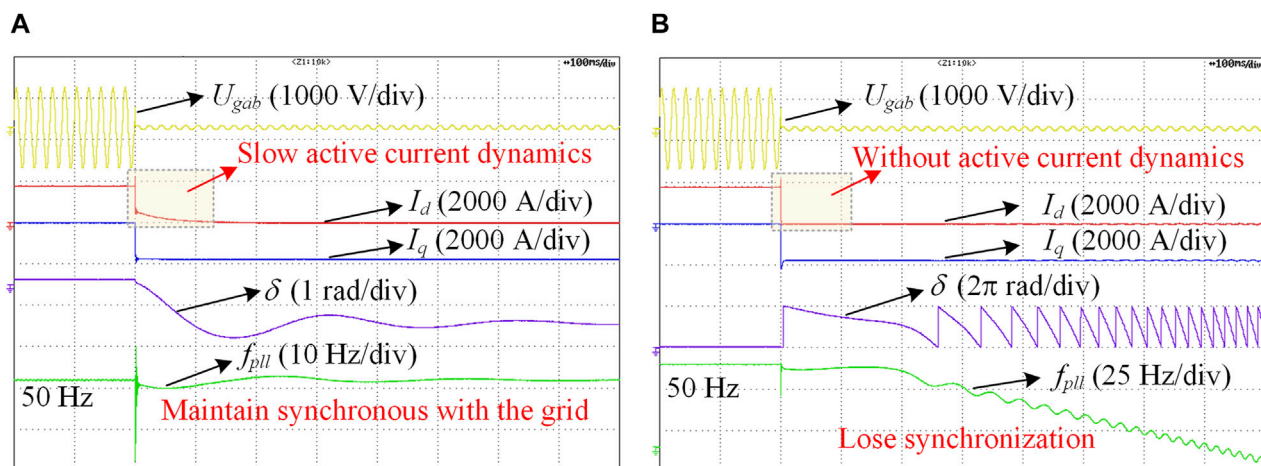 A
<Z1:10k>
↔100ms/div
U_gab (1000 V/div)
Slow active current dynamics
I_d (2000 A/div)
I_q (2000 A/div)
δ (1 rad/div)
f_pll (10 Hz/div)
50 Hz
Maintain synchronous with the grid
B
<Z1:10k>
↔100ms/div
U_gab (1000 V/div)
Without active current dynamics
I_d (2000 A/div)
I_q (2000 A/div)
δ (2π rad/div)
50 Hz
f_pll (25 Hz/div)
Lose synchronization